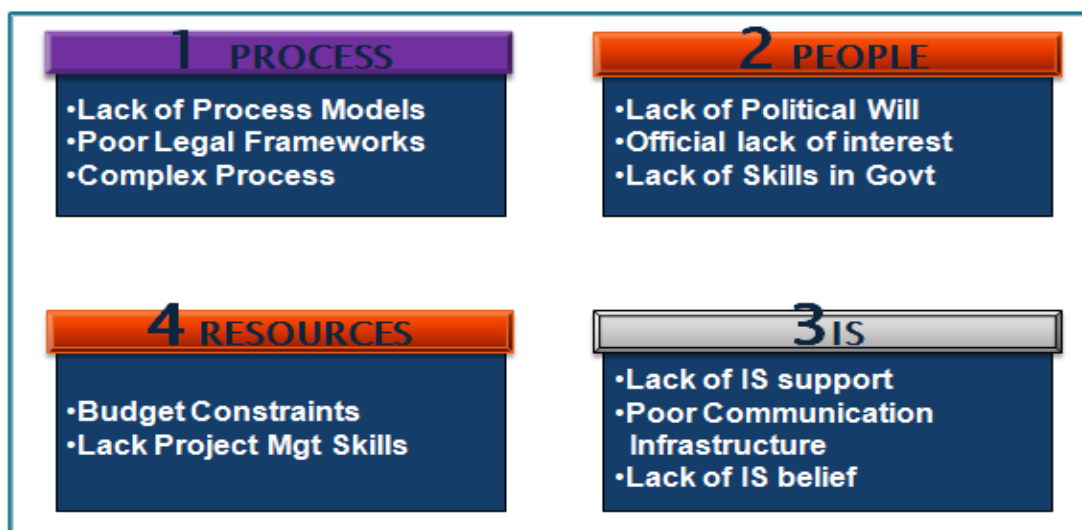 1 PROCESS
•Lack of Process Models
•Poor Legal Frameworks
•Complex Process
2 PEOPLE
•Lack of Political Will
•Official lack of interest
•Lack of Skills in Govt
4 RESOURCES
•Budget Constraints
•Lack Project Mgt Skills
3 IS
•Lack of IS support
•Poor Communication
Infrastructure
•Lack of IS belief